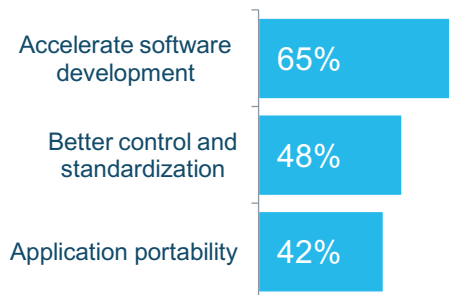 Accelerate software
development
65%
Better control and
standardization
48%
Application portability
42%